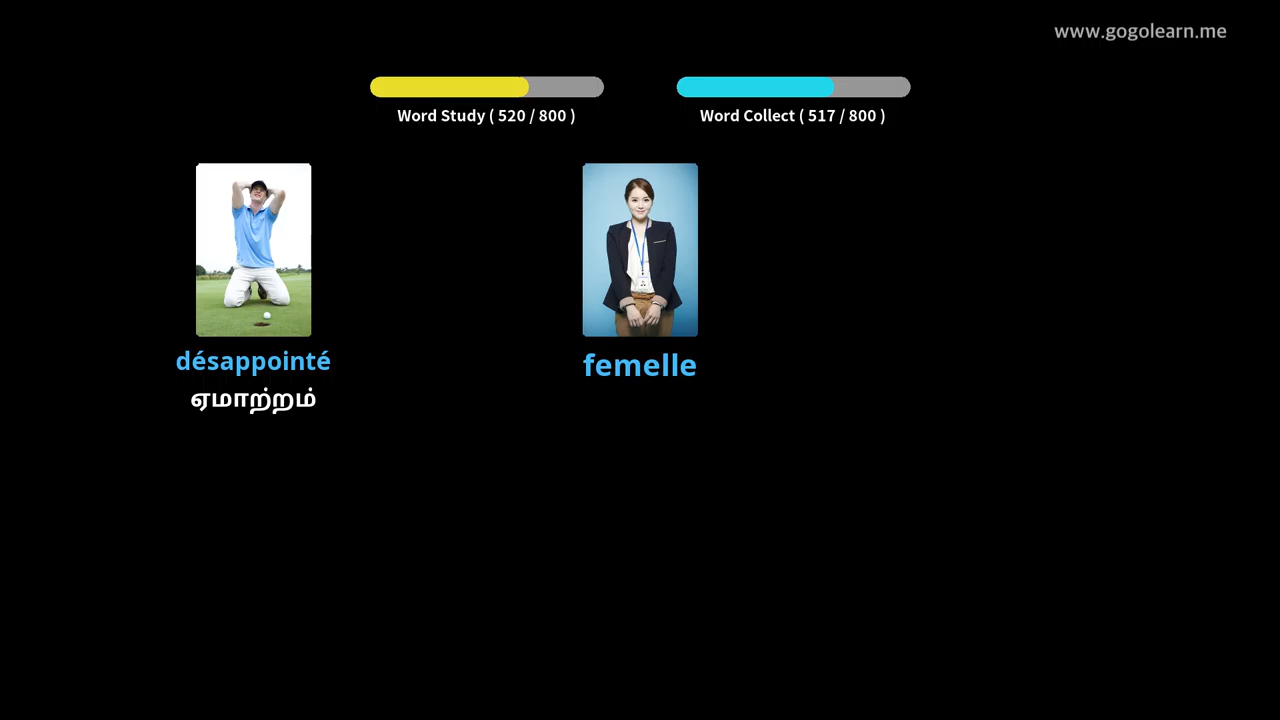 www.gogolearn.me
Word Study ( 520 / 800 )
Word Collect ( 517 / 800 )
désappointé
ஏமாற்றம்
femelle